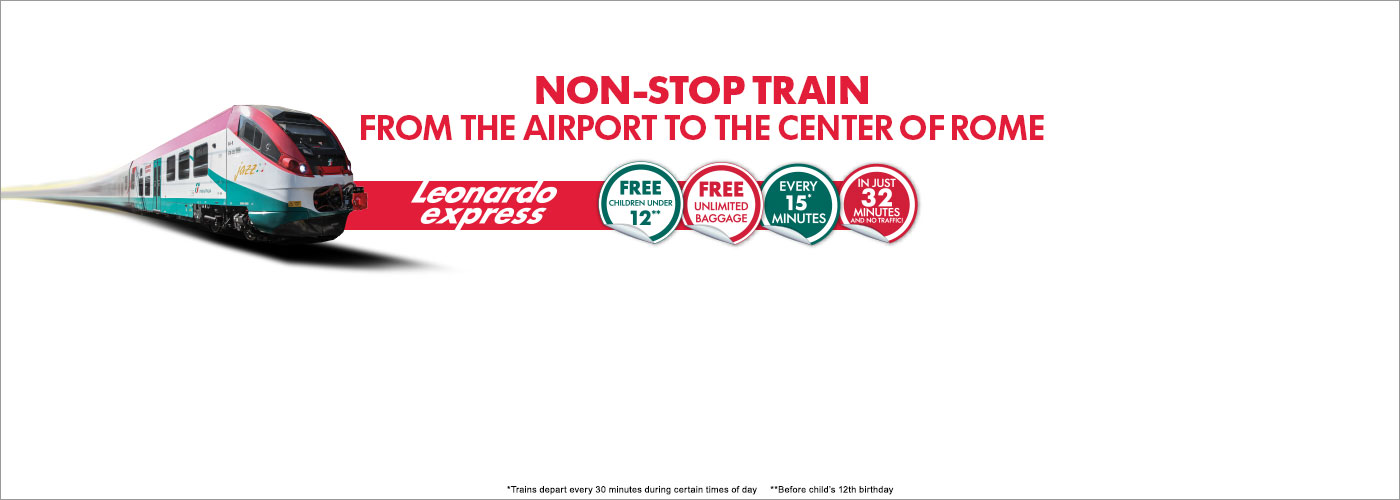 NON-STOP TRAIN
FROM THE AIRPORT TO THE CENTER OF ROME
jazz
Leonardo
express
FREE
CHILDREN UNDER
12**
FREE
UNLIMITED
BAGGAGE
EVERY
15*
MINUTES
IN JUST
32
MINUTES
AND NO TRAFFIC!
*Trains depart every 30 minutes during certain times of day **Before child's 12th birthday